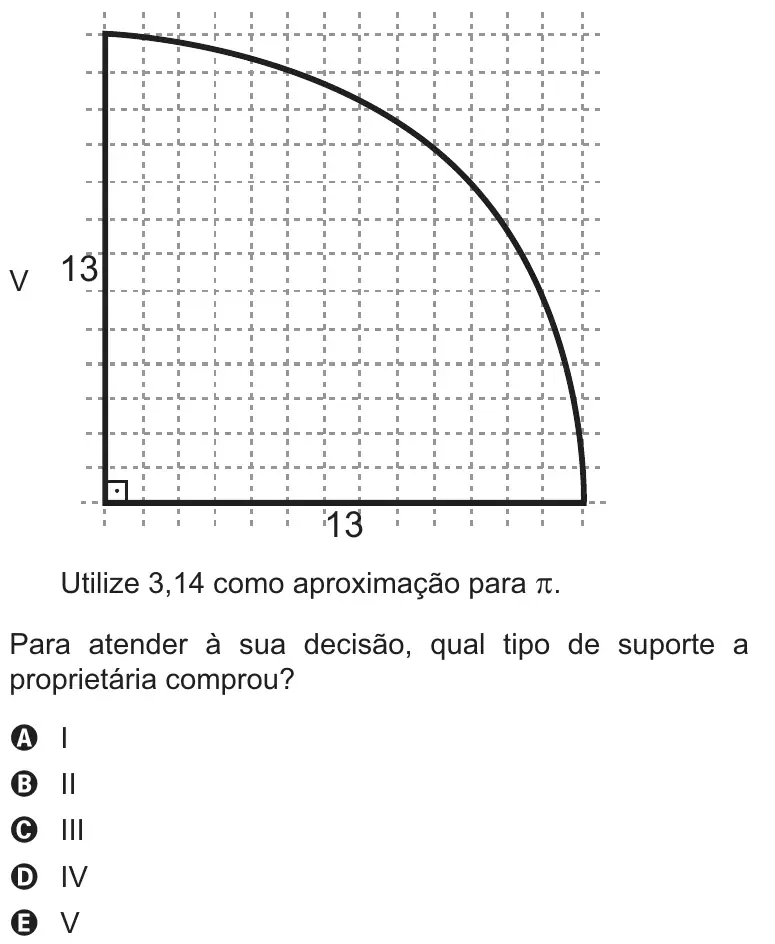 V
13
13
Utilize 3,14 como aproximação para π.
Para atender à sua decisão, qual tipo de suporte a
proprietária comprou?
A I
B II
C III
D IV
E V